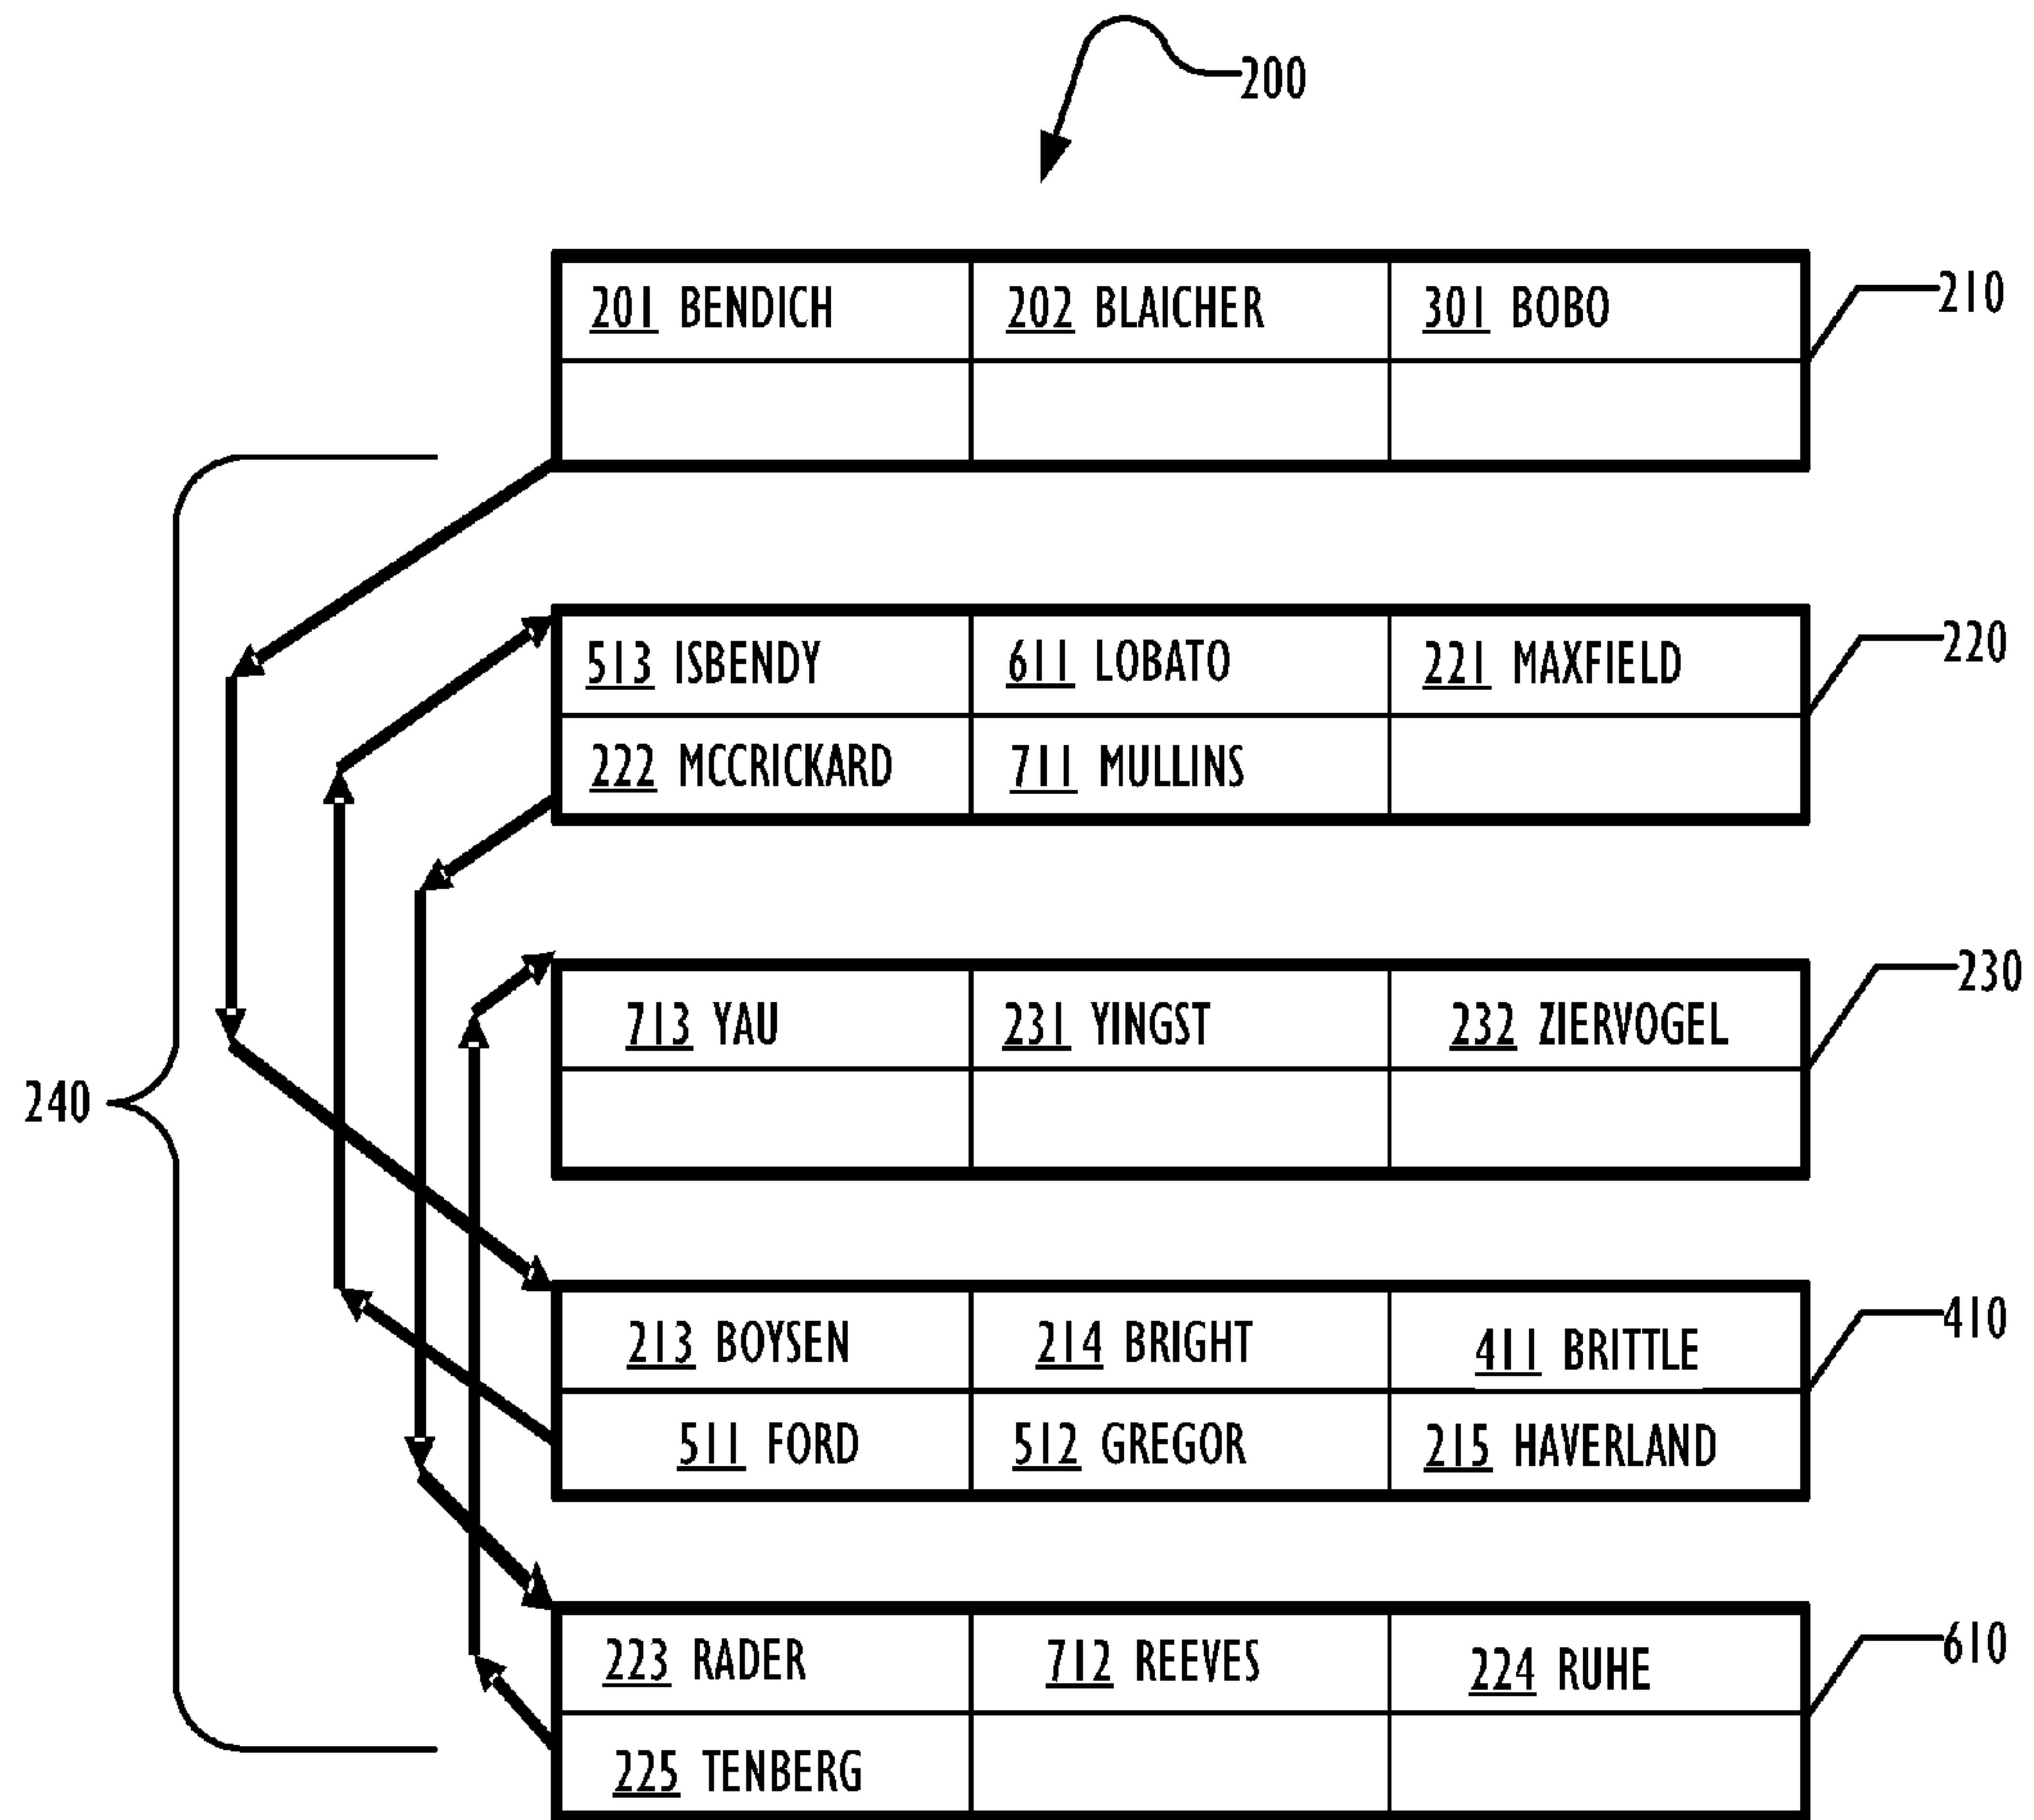 200
201 BENDICH 202 BLAICHER 301 BOBO
210
513 ISBENDY 611 LOBATO 221 MAXFIELD
220
222 MCCRICKARD 711 MULLINS
713 YAU 231 YINGST 232 ZIERVOGEL
230
240
213 BOYSEN 214 BRIGHT 411 BRITTLE
410
511 FORD 512 GREGOR 215 HAVERLAND
223 RADER 712 REEVES 224 RUHE
610
225 TENBERG